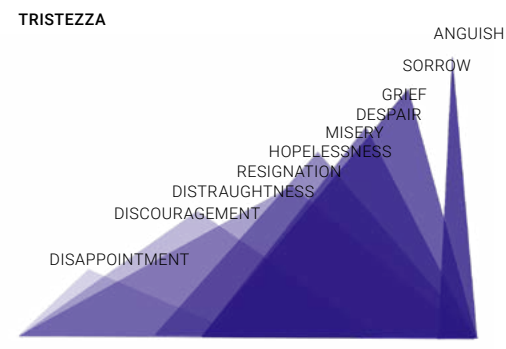 TRISTEZZA
ANGUISH
SORROW
GRIEF
DESPAIR
MISERY
HOPELESSNESS
RESIGNATION
DISTRAUGHTNESS
DISCOURAGEMENT
DISAPPOINTMENT